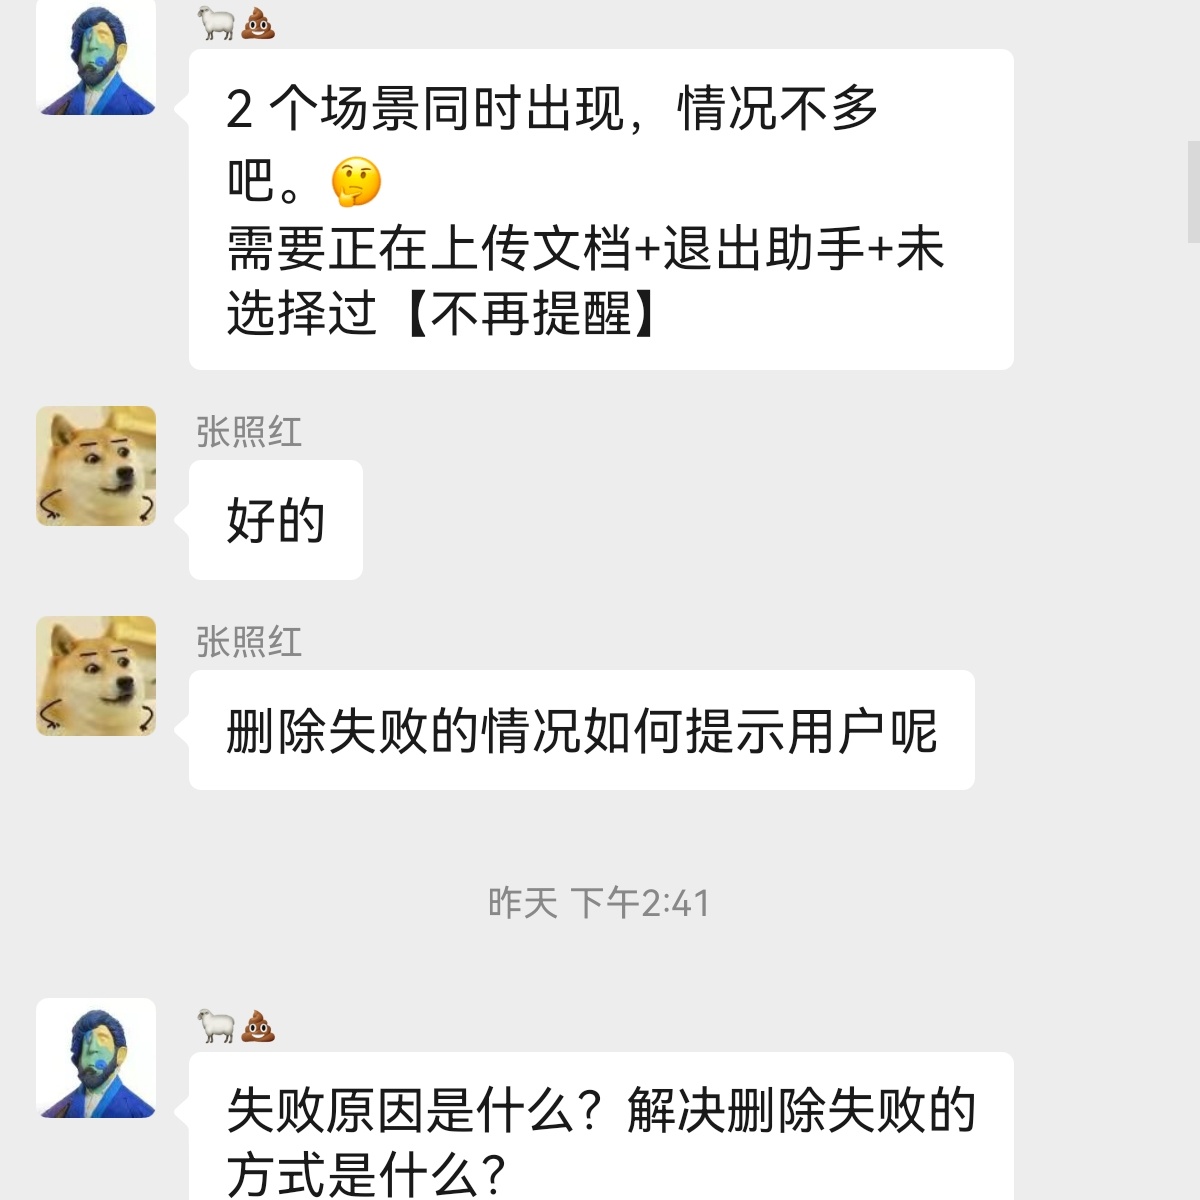 🐑💩
2 个场景同时出现，情况不多
吧。🤔
需要正在上传文档+退出助手+未
选择过【不再提醒】
张照红
好的
张照红
删除失败的情况如何提示用户呢
昨天 下午2:41
🐑💩
失败原因是什么？解决删除失败的
方式是什么？